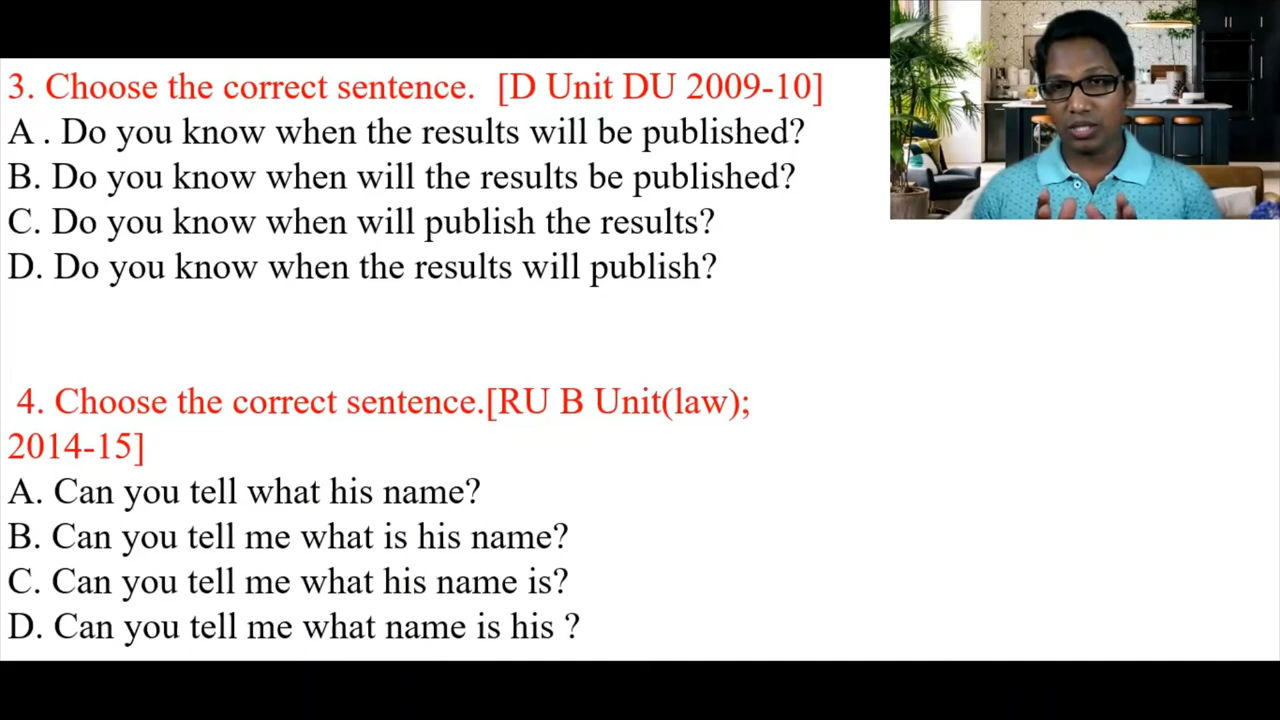 3. Choose the correct sentence. [D Unit DU 2009-10]
A . Do you know when the results will be published?
B. Do you know when will the results be published?
C. Do you know when will publish the results?
D. Do you know when the results will publish?
4. Choose the correct sentence.[RU B Unit(law);
2014-15]
A. Can you tell what his name?
B. Can you tell me what is his name?
C. Can you tell me what his name is?
D. Can you tell me what name is his ?